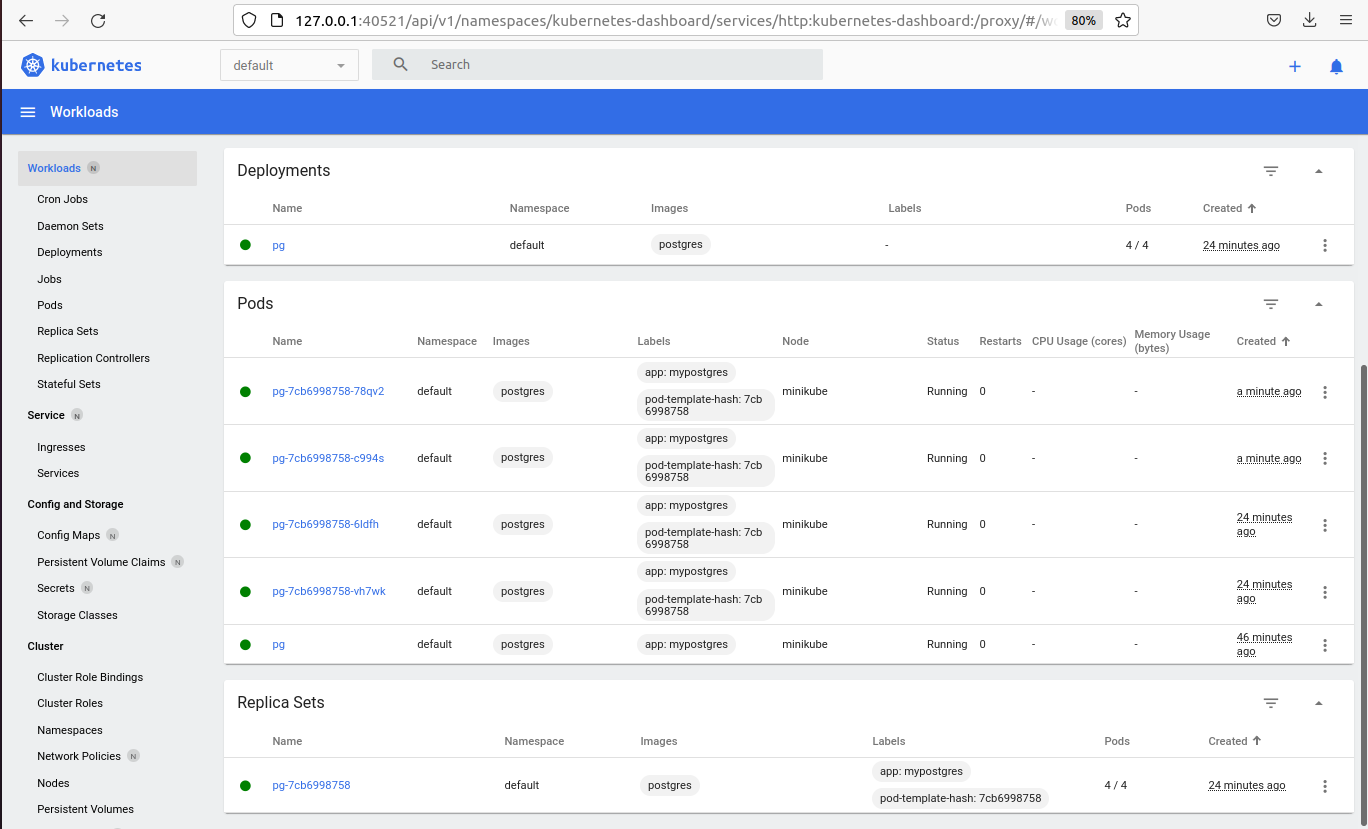 127.0.0.1:40521/api/v1/namespaces/kubernetes-dashboard/services/http:kubernetes-dashboard:/proxy/#/w
80%
kubernetes
default
Search
Workloads
Workloads N
Cron Jobs
Daemon Sets
Deployments
Jobs
Pods
Replica Sets
Replication Controllers
Stateful Sets
Service N
Ingresses
Services
Config and Storage
Config Maps N
Persistent Volume Claims N
Secrets N
Storage Classes
Cluster
Cluster Role Bindings
Cluster Roles
Namespaces
Network Policies N
Nodes
Persistent Volumes
Deployments
Name Namespace Images Labels Pods Created
pg default postgres - 4 / 4 24 minutes ago
Pods
Name Namespace Images Labels Node Status Restarts CPU Usage (cores) Memory Usage (bytes) Created
app: mypostgres
pg-7cb6998758-78qv2 default postgres pod-template-hash: 7cb minikube Running 0 - - a minute ago
6998758
app: mypostgres
pg-7cb6998758-c994s default postgres pod-template-hash: 7cb minikube Running 0 - - a minute ago
6998758
app: mypostgres
pg-7cb6998758-6ldfh default postgres pod-template-hash: 7cb minikube Running 0 - - 24 minutes ago
6998758
app: mypostgres
pg-7cb6998758-vh7wk default postgres pod-template-hash: 7cb minikube Running 0 - - 24 minutes ago
6998758
pg default postgres app: mypostgres minikube Running 0 - - 46 minutes ago
Replica Sets
Name Namespace Images Labels Pods Created
app: mypostgres
pg-7cb6998758 default postgres pod-template-hash: 7cb6998758 4 / 4 24 minutes ago